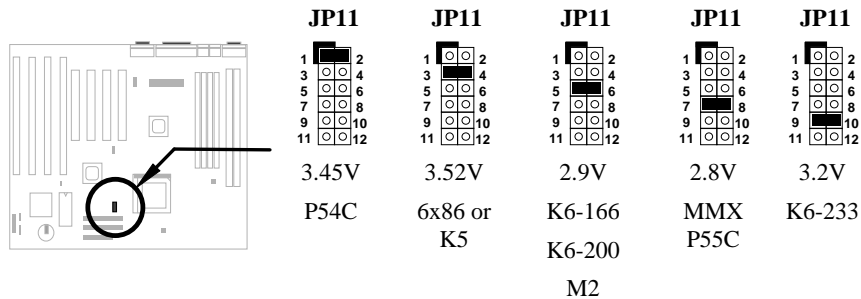 JP11 JP11 JP11 JP11 JP11
1 2 1 2 1 2 1 2 1 2
3 4 3 4 3 4 3 4 3 4
5 6 5 6 5 6 5 6 5 6
7 8 7 8 7 8 7 8 7 8
9 10 9 10 9 10 9 10 9 10
11 12 11 12 11 12 11 12 11 12
3.45V 3.52V 2.9V 2.8V 3.2V
P54C 6x86 or K6-166 MMX K6-233
K5 P55C
K6-200
M2